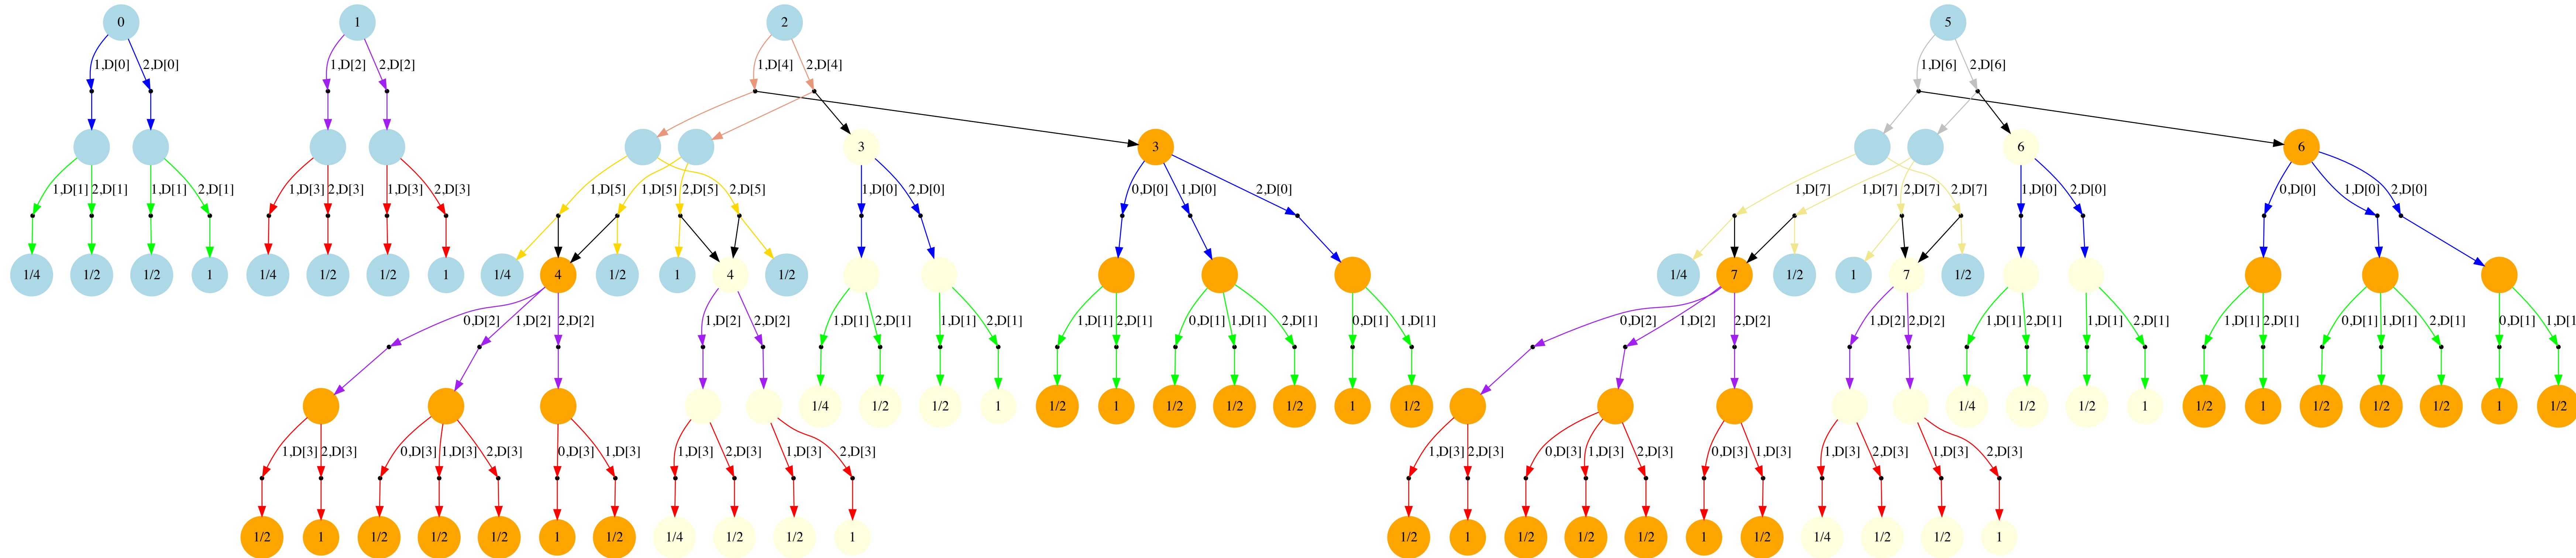 0 1 2 5
1,D[0] 2,D[0] 1,D[2] 2,D[2] 1,D[4] 2,D[4] 1,D[6] 2,D[6]
3 3 6 6
1,D[1] 2,D[1] 1,D[1] 2,D[1] 1,D[3] 2,D[3] 1,D[3] 2,D[3] 1,D[5] 1,D[5] 2,D[5] 2,D[5] 1,D[0] 2,D[0] 0,D[0] 1,D[0] 2,D[0] 1,D[7] 1,D[7] 2,D[7] 2,D[7] 1,D[0] 2,D[0] 0,D[0] 1,D[0] 2,D[0]
1/4 1/2 1/2 1 1/4 1/2 1/2 1 1/4 4 1/2 1 4 1/2 1/4 7 1/2 1 7 1/2
0,D[2] 1,D[2] 2,D[2] 1,D[2] 2,D[2] 1,D[1] 2,D[1] 1,D[1] 2,D[1] 1,D[1] 2,D[1] 0,D[1] 1,D[1] 2,D[1] 0,D[1] 1,D[1] 0,D[2] 1,D[2] 2,D[2] 1,D[2] 2,D[2] 1,D[1] 2,D[1] 1,D[1] 2,D[1] 1,D[1] 2,D[1] 0,D[1] 1,D[1] 2,D[1] 0,D[1] 1,D[1
1/4 1/2 1/2 1 1/2 1 1/2 1/2 1/2 1 1/2 1/4 1/2 1/2 1 1/2 1 1/2 1/2 1/2 1 1/2
1,D[3] 2,D[3] 0,D[3] 1,D[3] 2,D[3] 0,D[3] 1,D[3] 1,D[3] 2,D[3] 1,D[3] 2,D[3] 1,D[3] 2,D[3] 0,D[3] 1,D[3] 2,D[3] 0,D[3] 1,D[3] 1,D[3] 2,D[3] 1,D[3] 2,D[3]
1/2 1 1/2 1/2 1/2 1 1/2 1/4 1/2 1/2 1 1/2 1 1/2 1/2 1/2 1 1/2 1/4 1/2 1/2 1